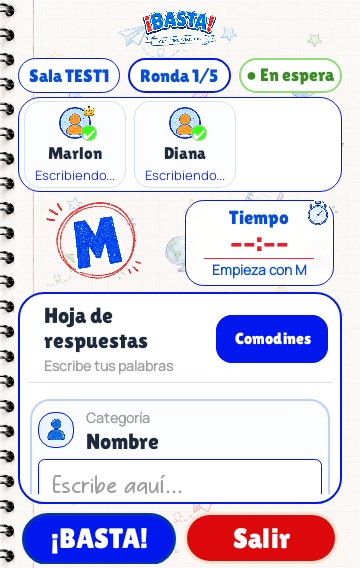 ¡BASTA!
Sala TEST1
Ronda 1/5
En espera
Marlon
Escribiendo...
Diana
Escribiendo...
M
Tiempo
--:--
Empieza con M
Hoja de
respuestas
Escribe tus palabras
Comodines
Categoría
Nombre
Escribe aquí...
¡BASTA!
Salir